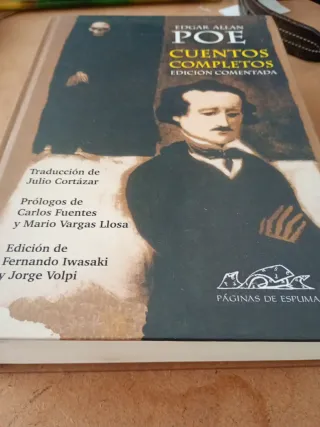 EDGAR ALLAN
POE
CUENTOS
COMPLETOS
EDICIÓN COMENTADA
Traducción de
Julio Cortázar
Prólogos de
Carlos Fuentes
y Mario Vargas Llosa
Edición de
Fernando Iwasaki
y Jorge Volpi
PÁGINAS DE ESPUMA